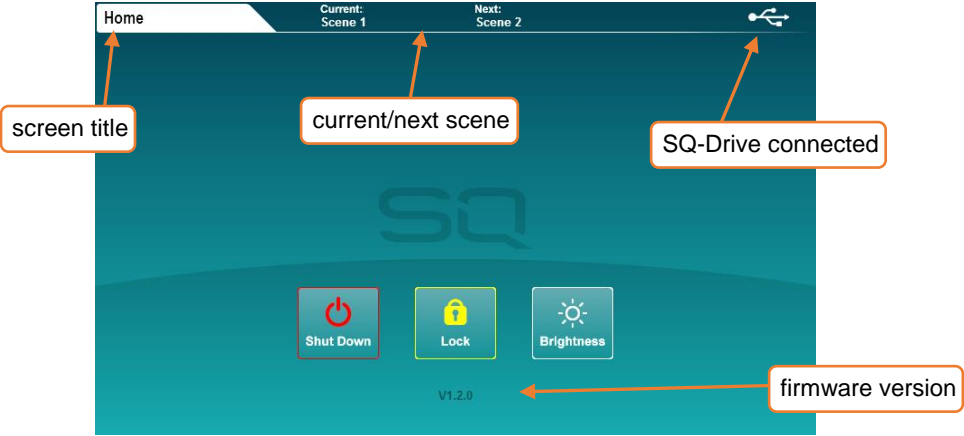 Home
Current:
Scene 1
Next:
Scene 2
screen title
current/next scene
SQ-Drive connected
SQ
Shut Down
Lock
Brightness
V1.2.0
firmware version